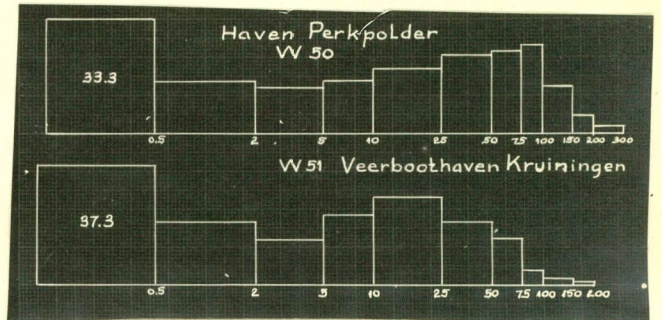 Haven Perkpolder
W 50
33.3
0.5 2 5 10 25 50 75 100 150 200 300
W 51 Veerboothaven Kruiningen
37.3
0.5 2 5 10 25 50 75 100 150 200